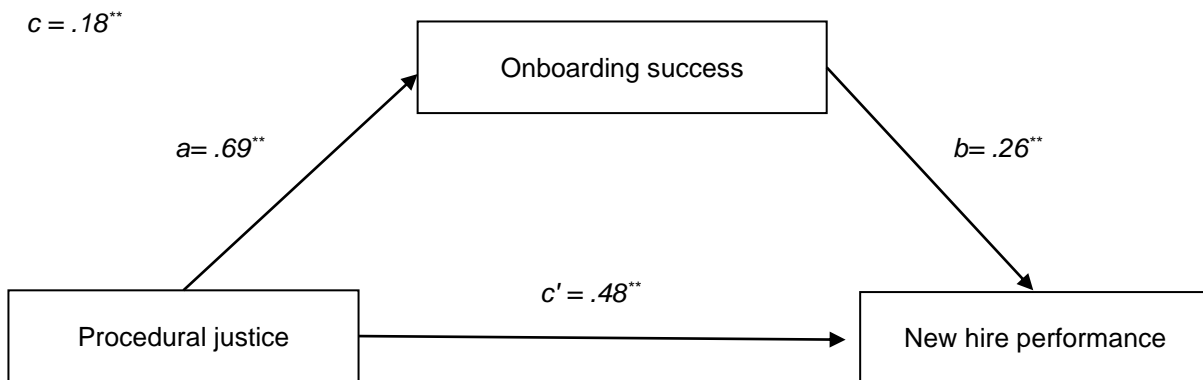 c = .18**
Onboarding success
a= .69**
b= .26**
c' = .48**
Procedural justice
New hire performance